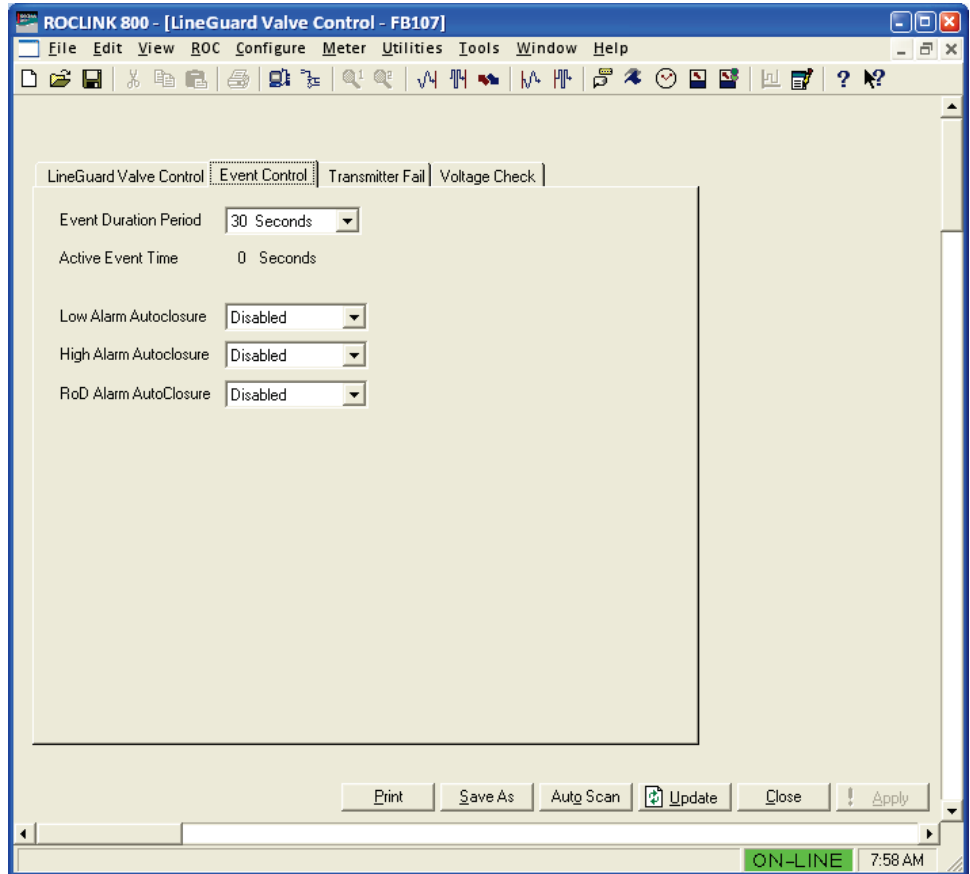 ROCLINK 800 - [LineGuard Valve Control - FB107]
File Edit View ROC Configure Meter Utilities Tools Window Help
LineGuard Valve Control Event Control Transmitter Fail Voltage Check
Event Duration Period 30 Seconds
Active Event Time 0 Seconds
Low Alarm Autoclosure Disabled
High Alarm Autoclosure Disabled
RoD Alarm AutoClosure Disabled
Print Save As Auto Scan Update Close ! Apply
ON-LINE 7:58 AM